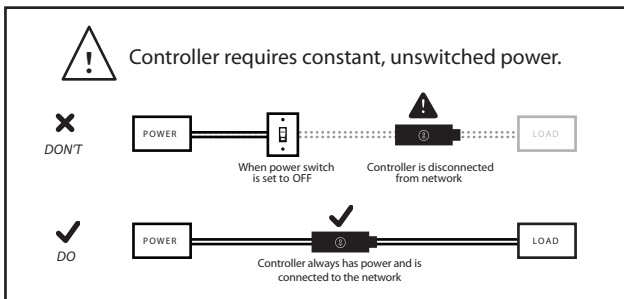 Controller requires constant, unswitched power.
DON'T
POWER
LOAD
When power switch
is set to OFF
Controller is disconnected
from network
DO
POWER
LOAD
Controller always has power and is
connected to the network